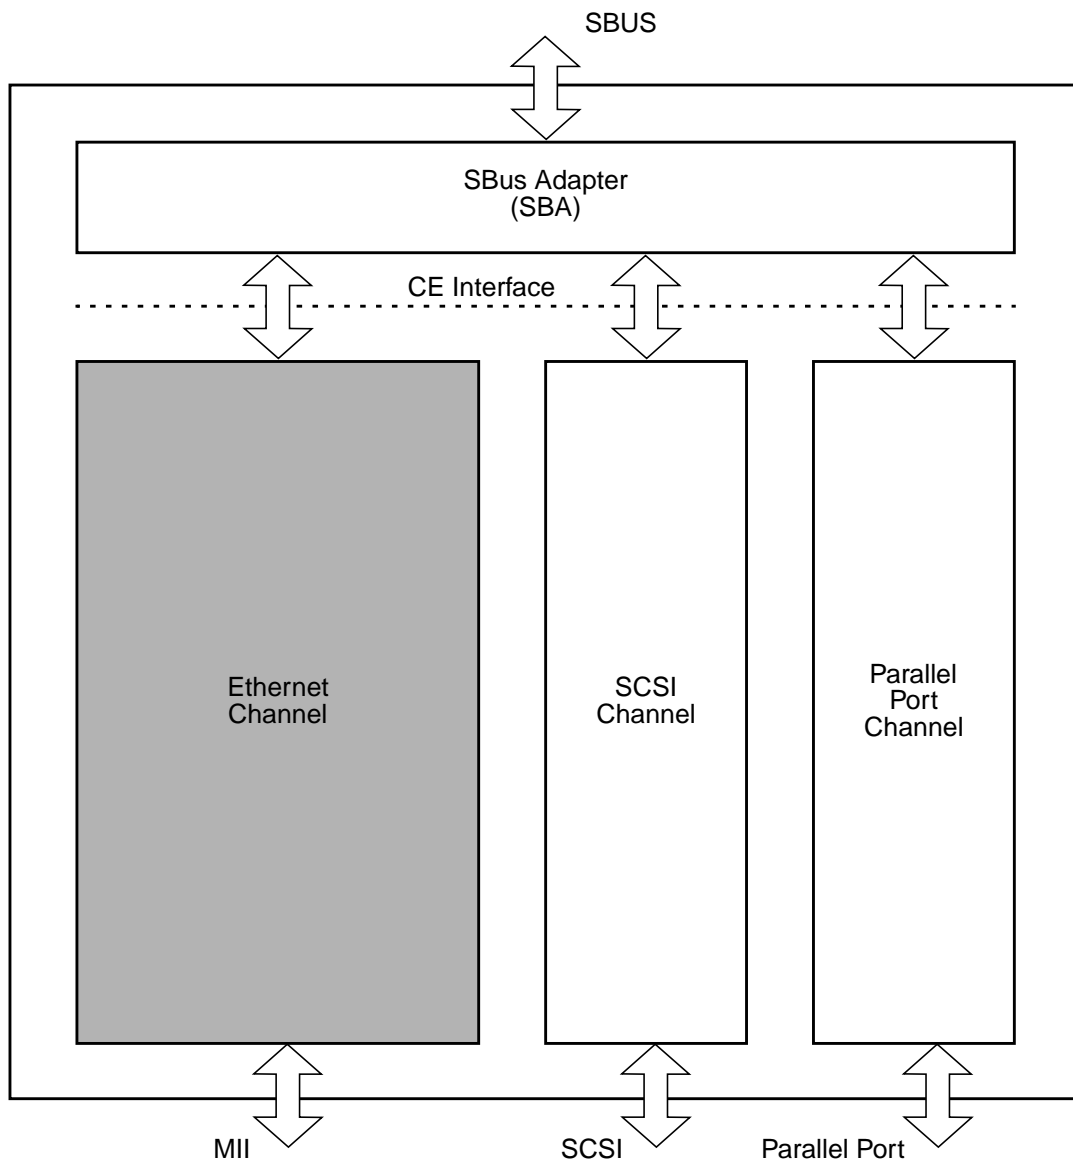 SBUS
SBus Adapter
(SBA)
CE Interface
Ethernet
Channel
SCSI
Channel
Parallel
Port
Channel
MII
SCSI
Parallel Port